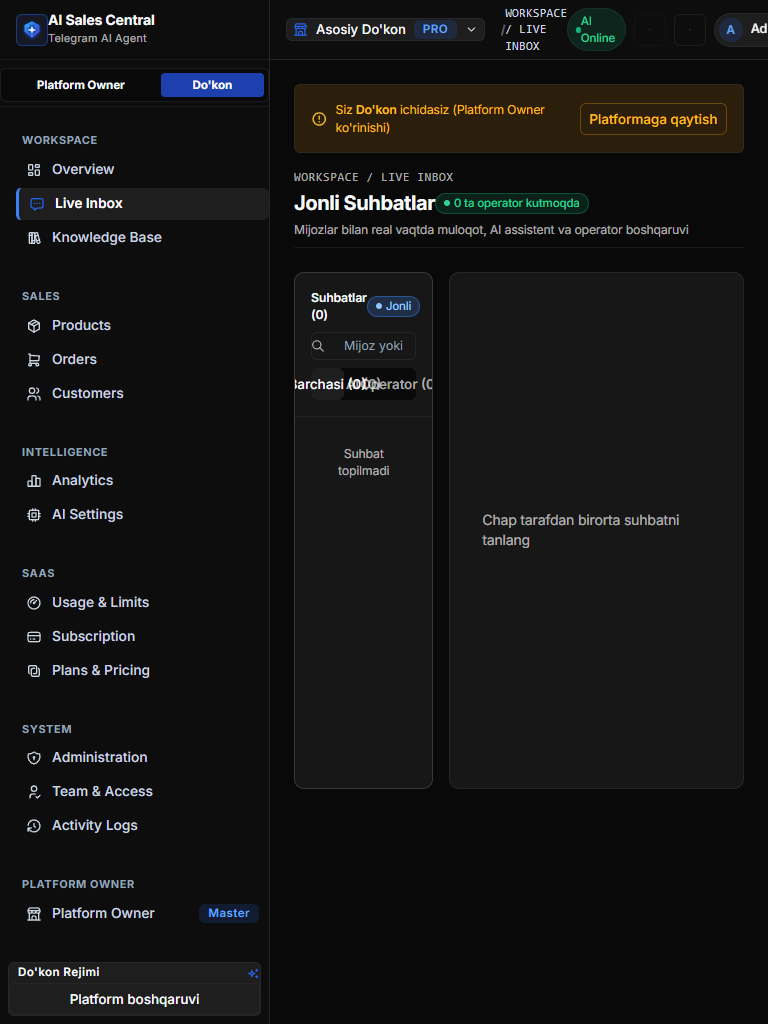 AI Sales Central
Telegram AI Agent
Platform Owner
Do'kon
WORKSPACE
Overview
Live Inbox
Knowledge Base
SALES
Products
Orders
Customers
INTELLIGENCE
Analytics
AI Settings
SAAS
Usage & Limits
Subscription
Plans & Pricing
SYSTEM
Administration
Team & Access
Activity Logs
PLATFORM OWNER
Platform Owner
Master
Do'kon Rejimi
Platform boshqaruvi
Asosiy Do'kon
PRO
WORKSPACE
// LIVE
INBOX
AI
Online
A
Ad
Siz Do'kon ichidasiz (Platform Owner
ko'rinishi)
Platformaga qaytish
WORKSPACE / LIVE INBOX
Jonli Suhbatlar
0 ta operator kutmoqda
Mijozlar bilan real vaqtda muloqot, AI assistent va operator boshqaruvi
Suhbatlar
(0)
Jonli
Mijoz yoki
Barchasi (0)
Operator (0
Suhbat
topilmadi
Chap tarafdan birorta suhbatni
tanlang